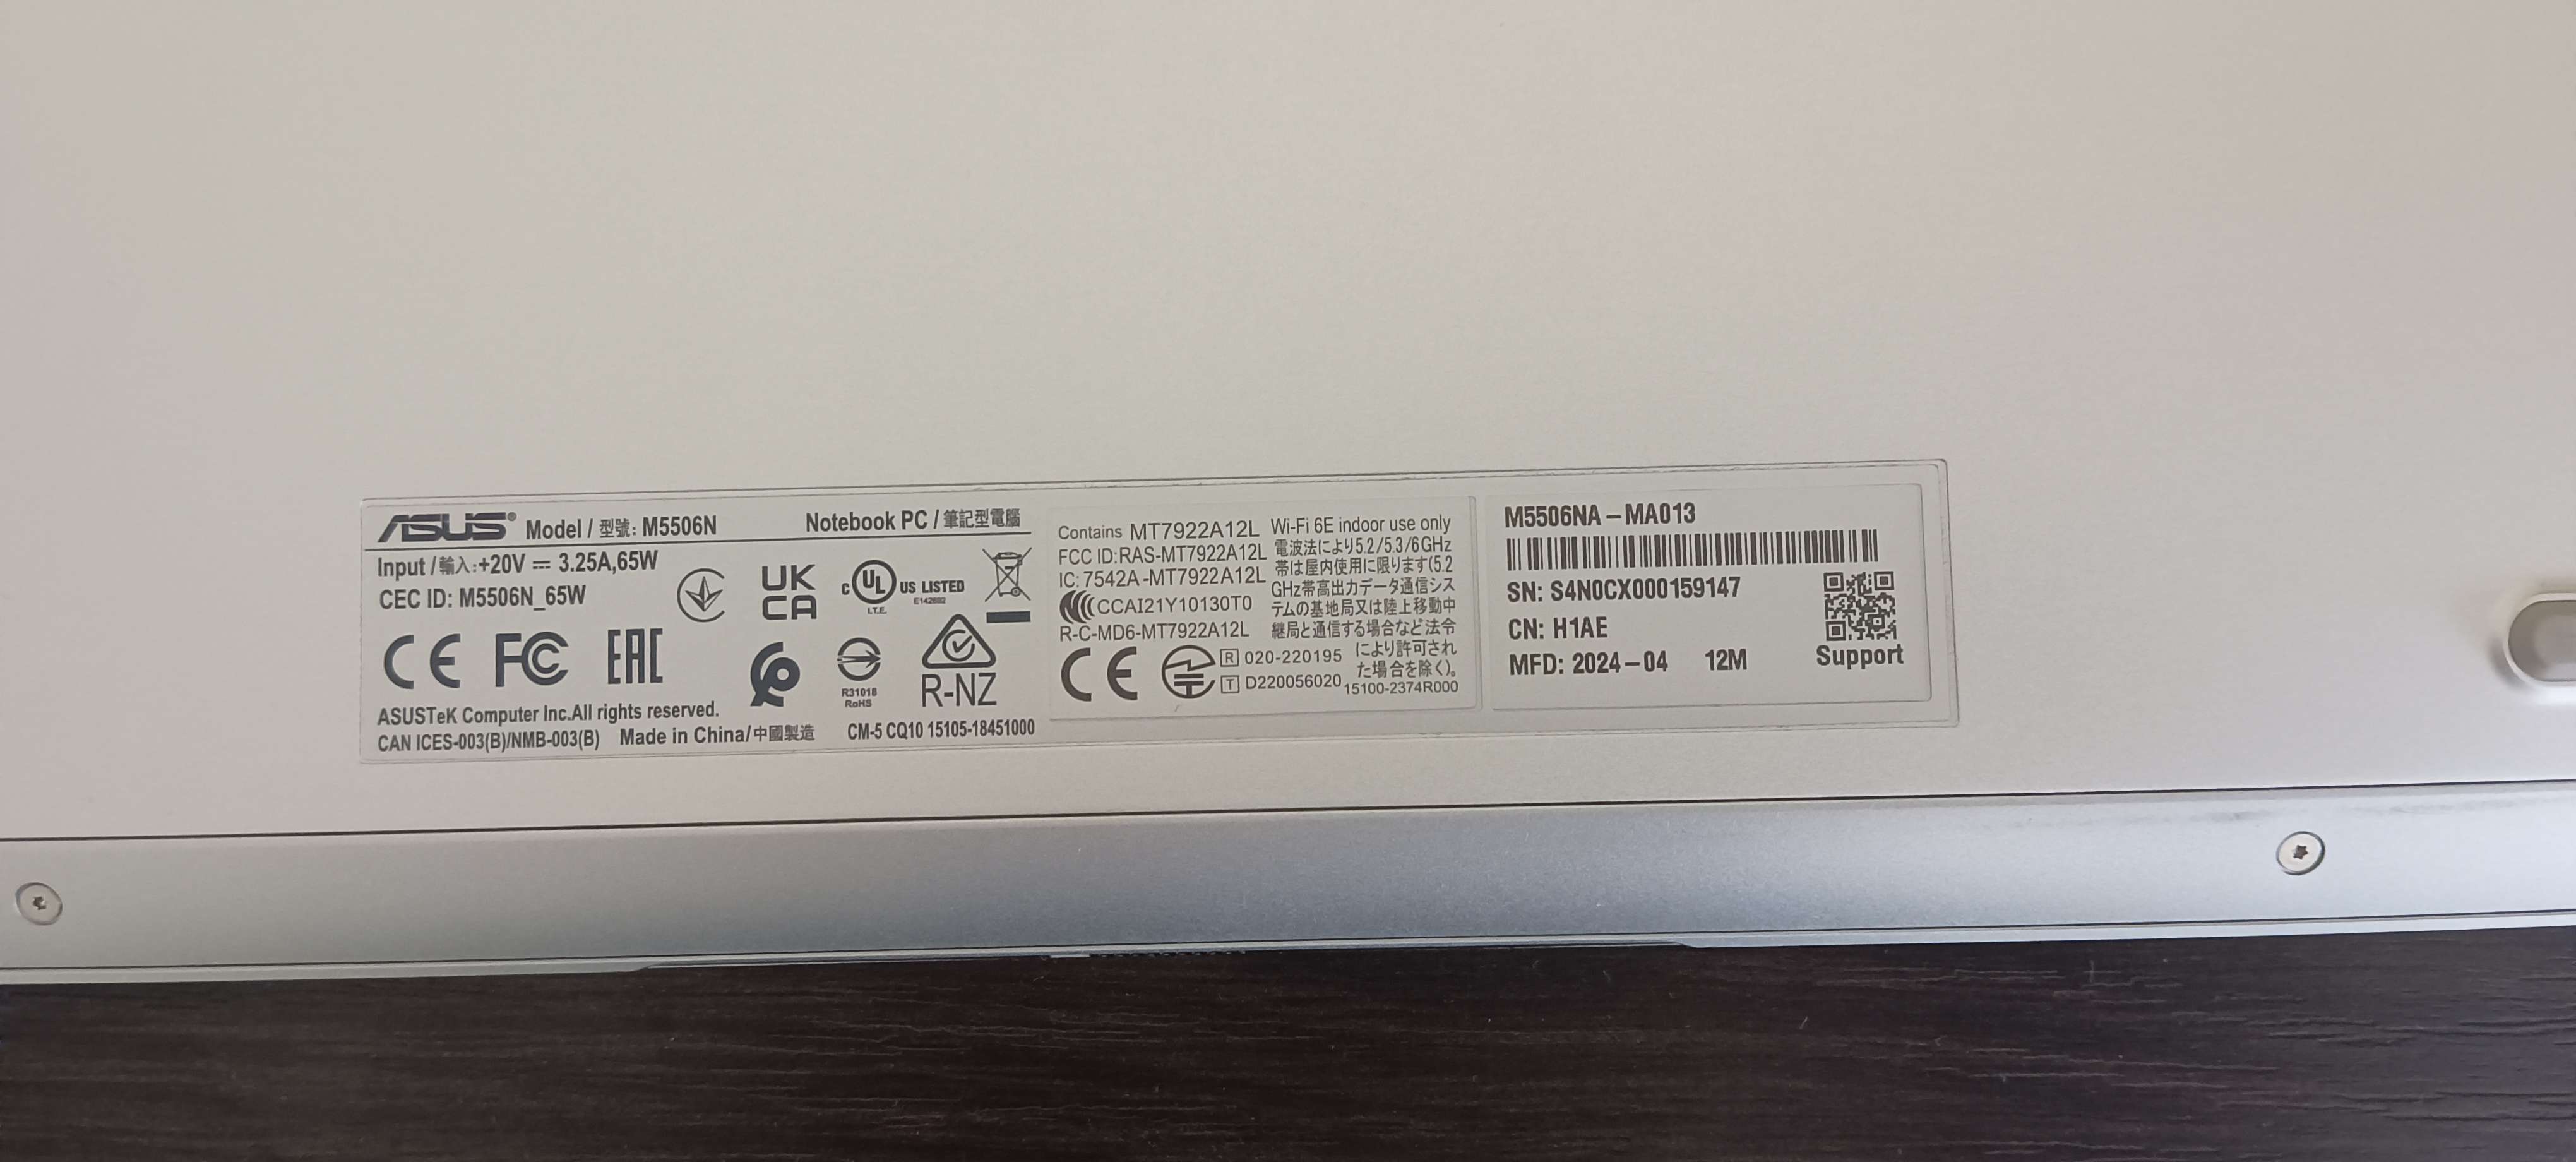 ASUS® Model / 型號: M5506N Notebook PC / 筆記型電腦
Input / 輸入: +20V ⎓ 3.25A, 65W
CEC ID: M5506N_65W
UK
CA
c UL US LISTED
I.T.E. E142692
CE FC EAC
R31018
RoHS
R-NZ
ASUSTeK Computer Inc.All rights reserved.
CAN ICES-003(B)/NMB-003(B) Made in China/中國製造 CM-5 CQ10 15105-18451000
Contains MT7922A12L
FCC ID:RAS-MT7922A12L
IC: 7542A-MT7922A12L
CCAI21Y10130T0
R-C-MD6-MT7922A12L
CE
R 020-220195
T D220056020
Wi-Fi 6E indoor use only
電波法により5.2/5.3/6GHz
帯は屋内使用に限ります(5.2
GHz帯高出力データ通信シス
テムの基地局又は陸上移動中
継局と通信する場合など法令
により許可され
た場合を除く)。
15100-2374R000
M5506NA-MA013
SN: S4N0CX000159147
CN: H1AE
MFD: 2024-04 12M
Support